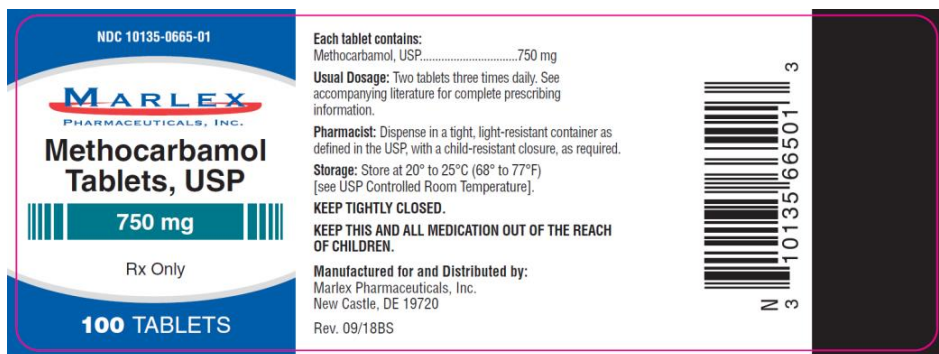 NDC 10135-0665-01
MARLEX
PHARMACEUTICALS, INC.
Methocarbamol
Tablets, USP
750 mg
Rx Only
100 TABLETS
Each tablet contains:
Methocarbamol, USP................................750 mg
Usual Dosage: Two tablets three times daily. See
accompanying literature for complete prescribing
information.
Pharmacist: Dispense in a tight, light-resistant container as
defined in the USP, with a child-resistant closure, as required.
Storage: Store at 20° to 25°C (68° to 77°F)
[see USP Controlled Room Temperature].
KEEP TIGHTLY CLOSED.
KEEP THIS AND ALL MEDICATION OUT OF THE REACH
OF CHILDREN.
Manufactured for and Distributed by:
Marlex Pharmaceuticals, Inc.
New Castle, DE 19720
Rev. 09/18BS
N
3 10135 66501 3